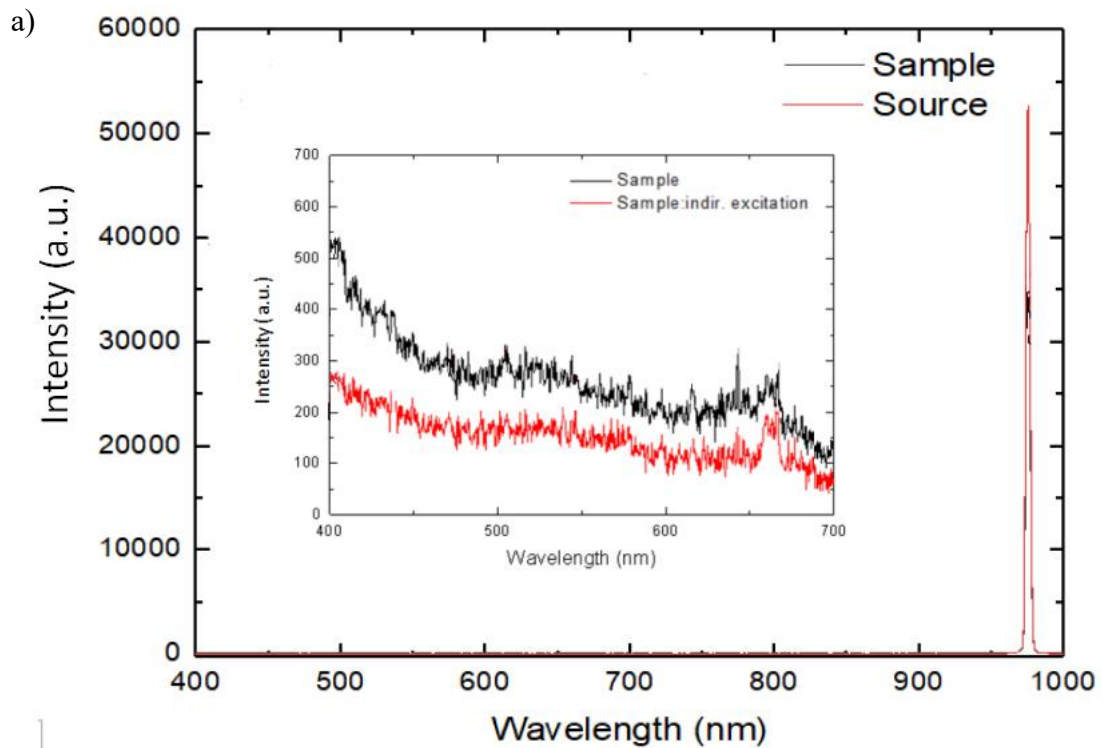 a)
60000
50000
40000
30000
20000
10000
0
Intensity (a.u.)
Sample
Source
700
600
500
400
300
200
100
0
Intensity ( a.u.)
Sample
Sample:indir. excitation
400 500 600 700
Wavelength (nm)
400 500 600 700 800 900 1000
Wavelength (nm)